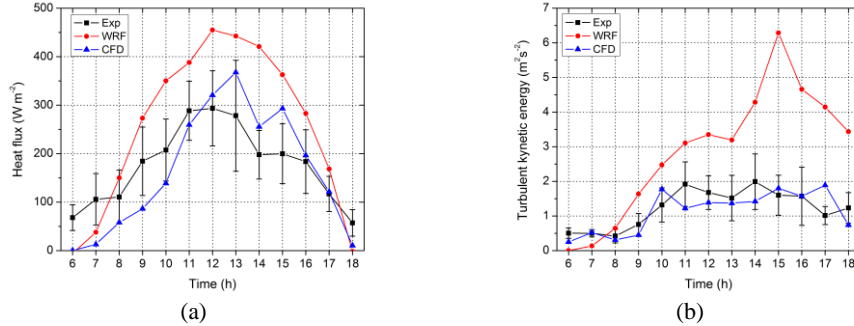 500
400
300
200
100
0
Heat flux (W m⁻²)
Exp
WRF
CFD
6 7 8 9 10 11 12 13 14 15 16 17 18
Time (h)
(a)
7
6
5
4
3
2
1
0
Turbulent kynetic energy (m²s⁻²)
Exp
WRF
CFD
6 7 8 9 10 11 12 13 14 15 16 17 18
Time (h)
(b)